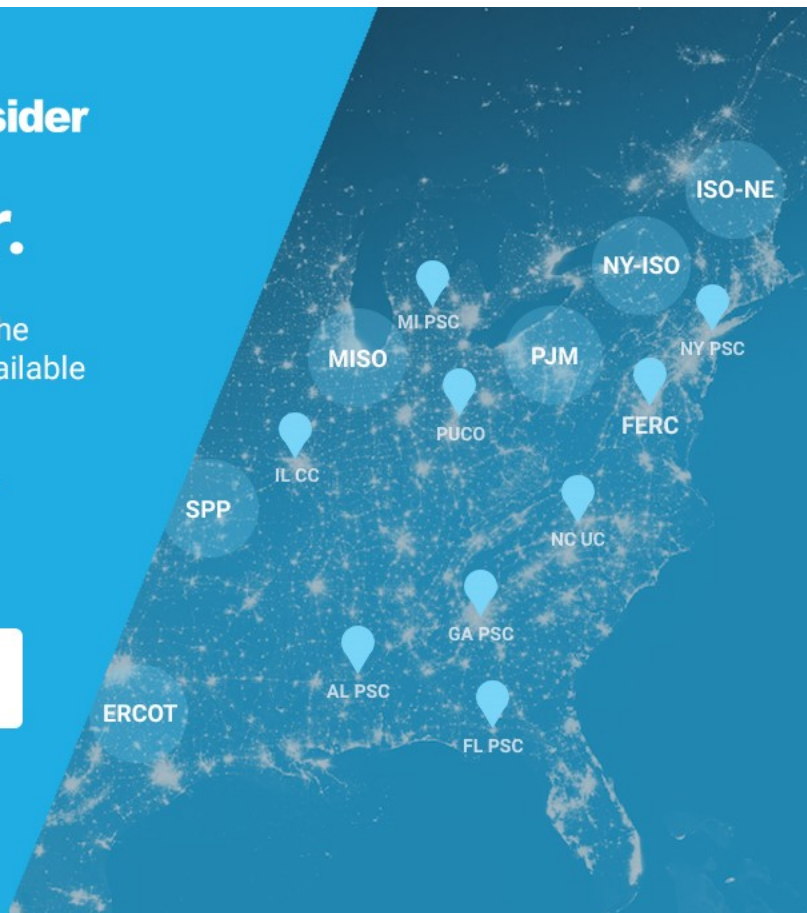 sider
r.
he
ailable
ISO-NE
NY-ISO
MI PSC
NY PSC
MISO
PJM
PUCO
FERC
IL CC
SPP
NC UC
GA PSC
AL PSC
ERCOT
FL PSC